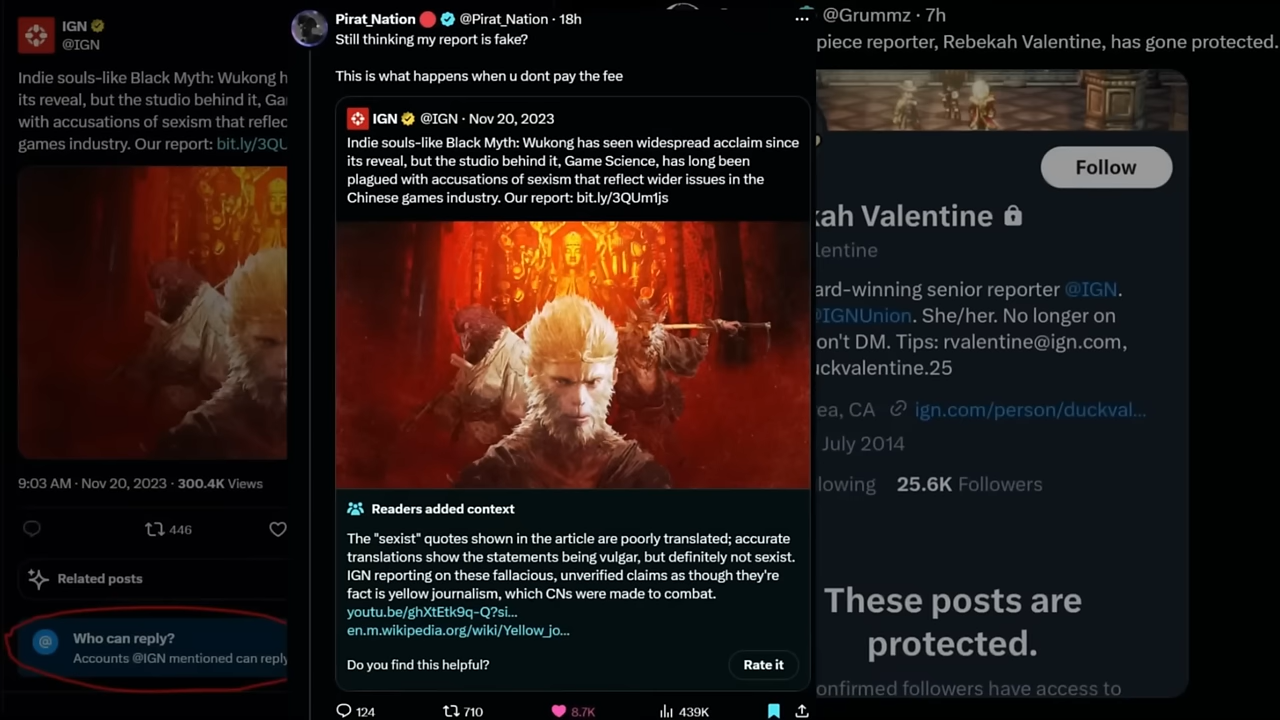 IGN
@IGN
Indie souls-like Black Myth: Wukong h
its reveal, but the studio behind it, Ga
with accusations of sexism that reflec
games industry. Our report: bit.ly/3QU
9:03 AM · Nov 20, 2023 · 300.4K Views
446
Related posts
@
Who can reply?
Accounts @IGN mentioned can reply
Pirat_Nation @Pirat_Nation · 18h
Still thinking my report is fake?
This is what happens when u dont pay the fee
IGN @IGN · Nov 20, 2023
Indie souls-like Black Myth: Wukong has seen widespread acclaim since
its reveal, but the studio behind it, Game Science, has long been
plagued with accusations of sexism that reflect wider issues in the
Chinese games industry. Our report: bit.ly/3QUm1js
Readers added context
The "sexist" quotes shown in the article are poorly translated; accurate
translations show the statements being vulgar, but definitely not sexist.
IGN reporting on these fallacious, unverified claims as though they're
fact is yellow journalism, which CNs were made to combat.
youtu.be/ghXtEtk9q-Q?si...
en.m.wikipedia.org/wiki/Yellow_jo...
Do you find this helpful?
Rate it
124 710 8.7K 439K
@Grummz · 7h
piece reporter, Rebekah Valentine, has gone protected.
Follow
kah Valentine
lentine
ard-winning senior reporter @IGN.
@IGNUnion. She/her. No longer on
on't DM. Tips: rvalentine@ign.com,
uckvalentine.25
ea, CA ign.com/person/duckval...
July 2014
lowing 25.6K Followers
These posts are
protected.
onfirmed followers have access to